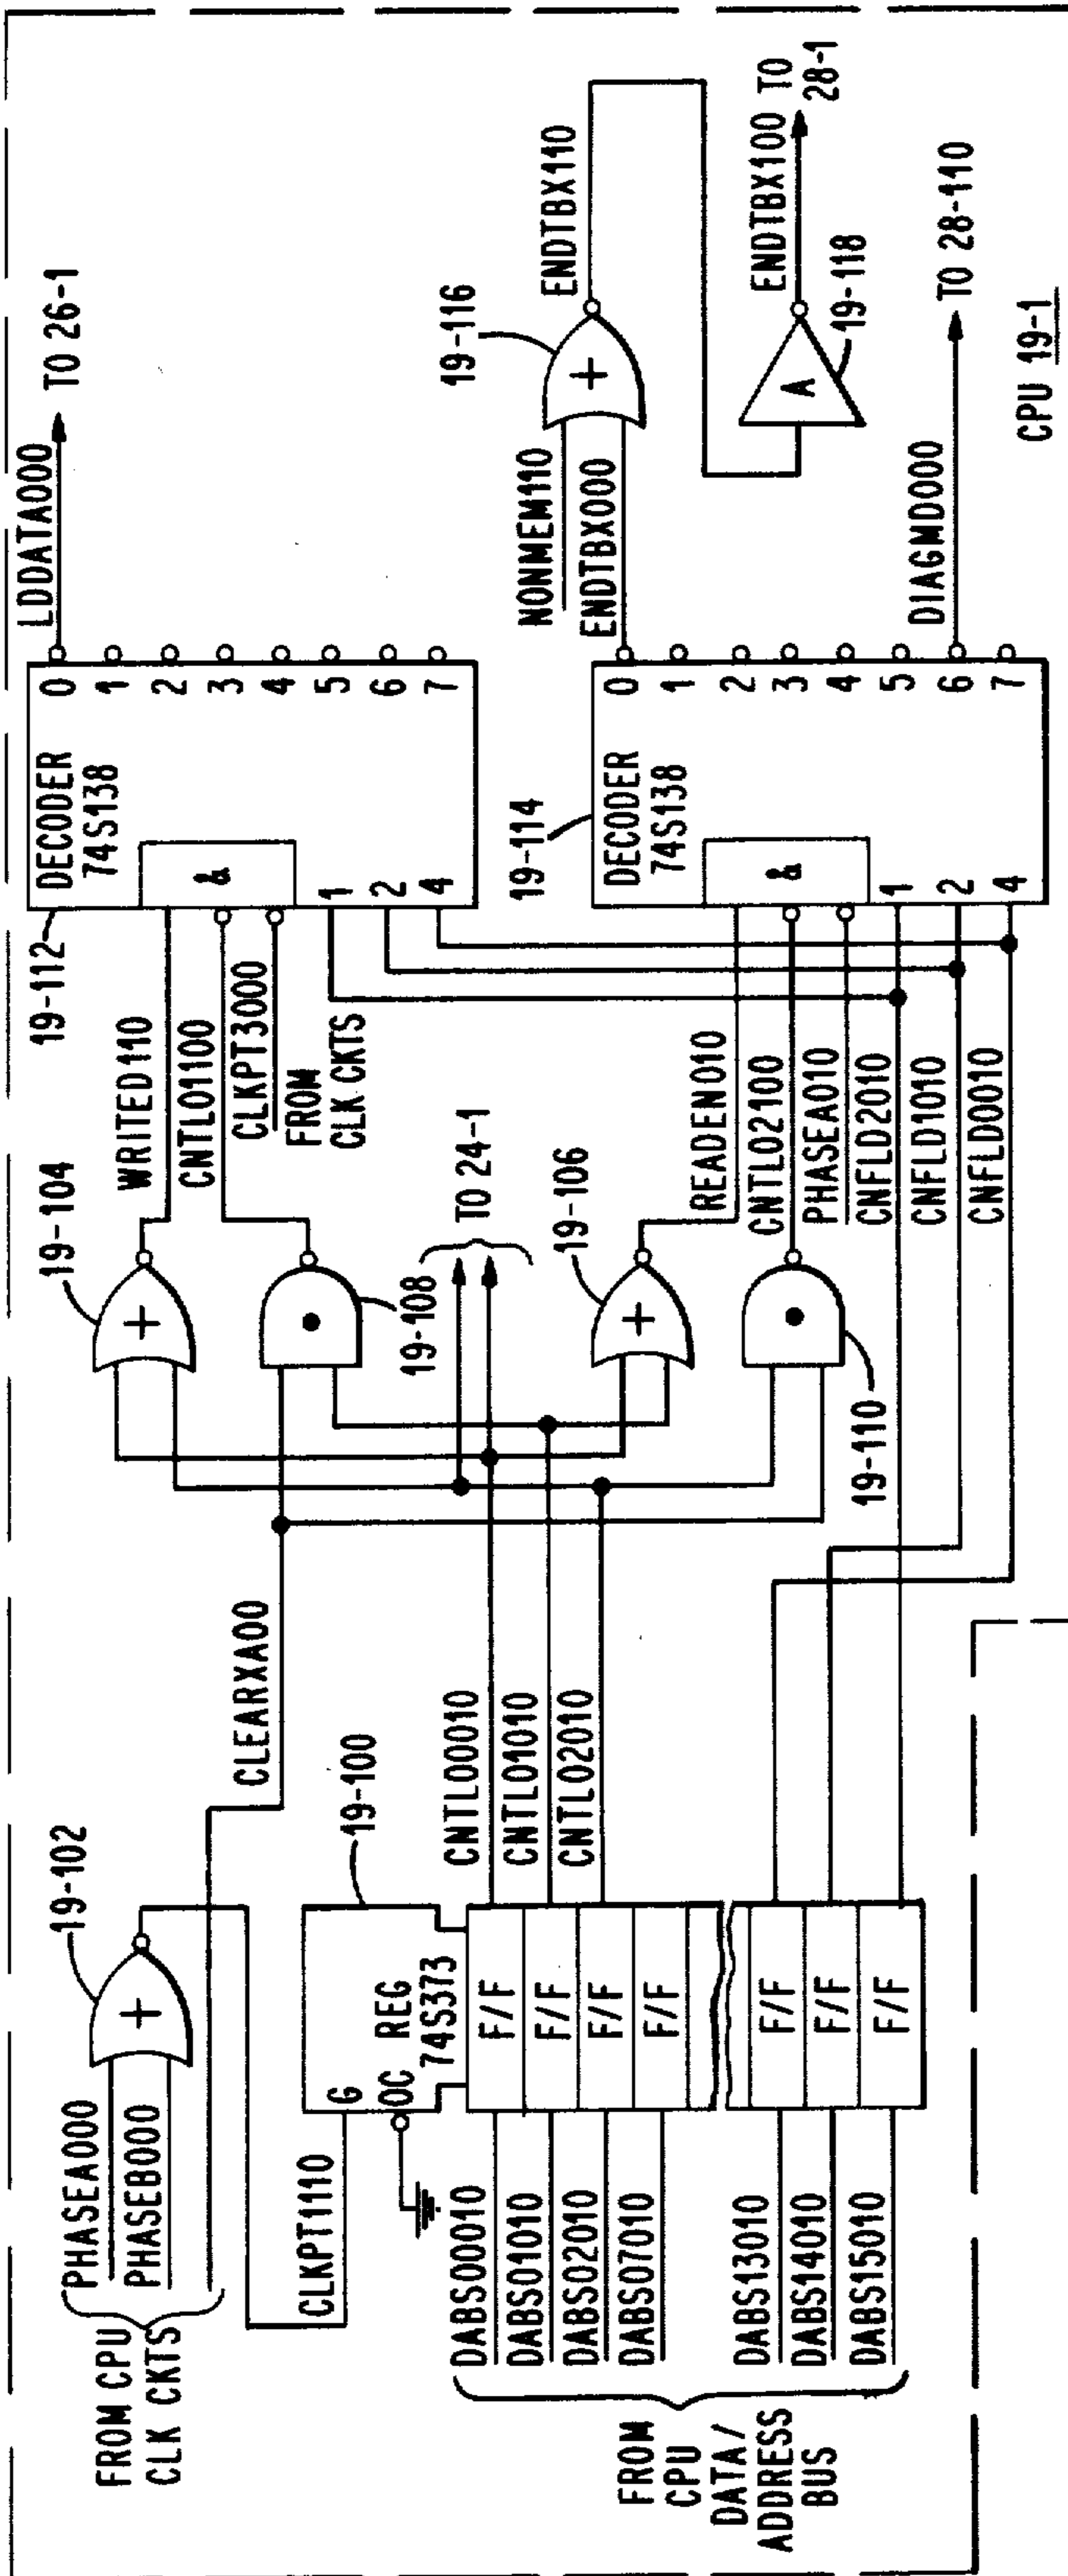 FROM CPU
CLK CKTS
PHASEA000
PHASEB000
19-102
CLEARXA00
CLKPT1110
G
OC
REG
74S373
19-100
FROM
CPU
DATA/
ADDRESS
BUS
DABS00010
DABS01010
DABS02010
DABS07010
DABS13010
DABS14010
DABS15010
F/F
F/F
F/F
F/F
F/F
F/F
F/F
CNTL00010
CNTL01010
CNTL02010
+
19-104
+
19-108
TO 24-1
19-106
+
19-110
WRITED110
CNTL01100
CLKPT3000
FROM
CLK CKTS
READEN010
CNTL02100
PHASEA010
CNFLD2010
CNFLD1010
CNFLD0010
19-112
DECODER
74S138
&
1
2
4
0
1
2
3
4
5
6
7
19-114
DECODER
74S138
&
1
2
4
0
1
2
3
4
5
6
7
LDDATA000
TO 26-1
NONMEM110
ENDTBX000
+
19-116
ENDTBX110
A
19-118
ENDTBX100 TO
28-1
DIAGMD000
TO 28-110
CPU 19-1